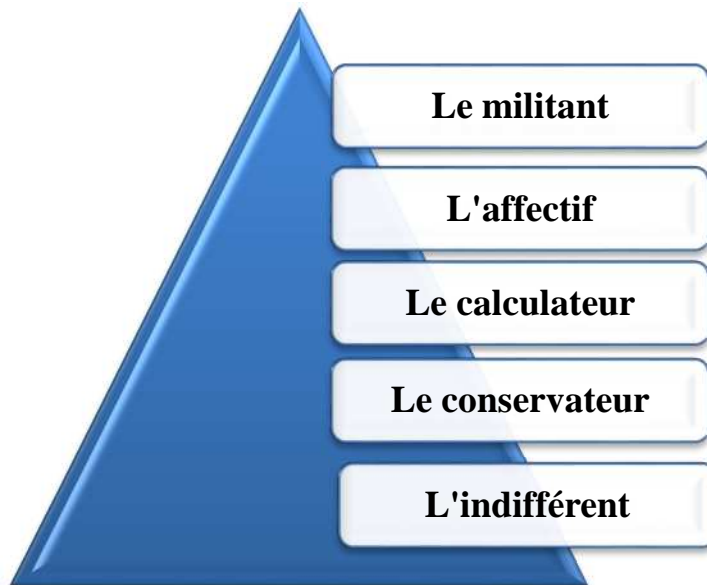 Le militant
L'affectif
Le calculateur
Le conservateur
L'indifférent